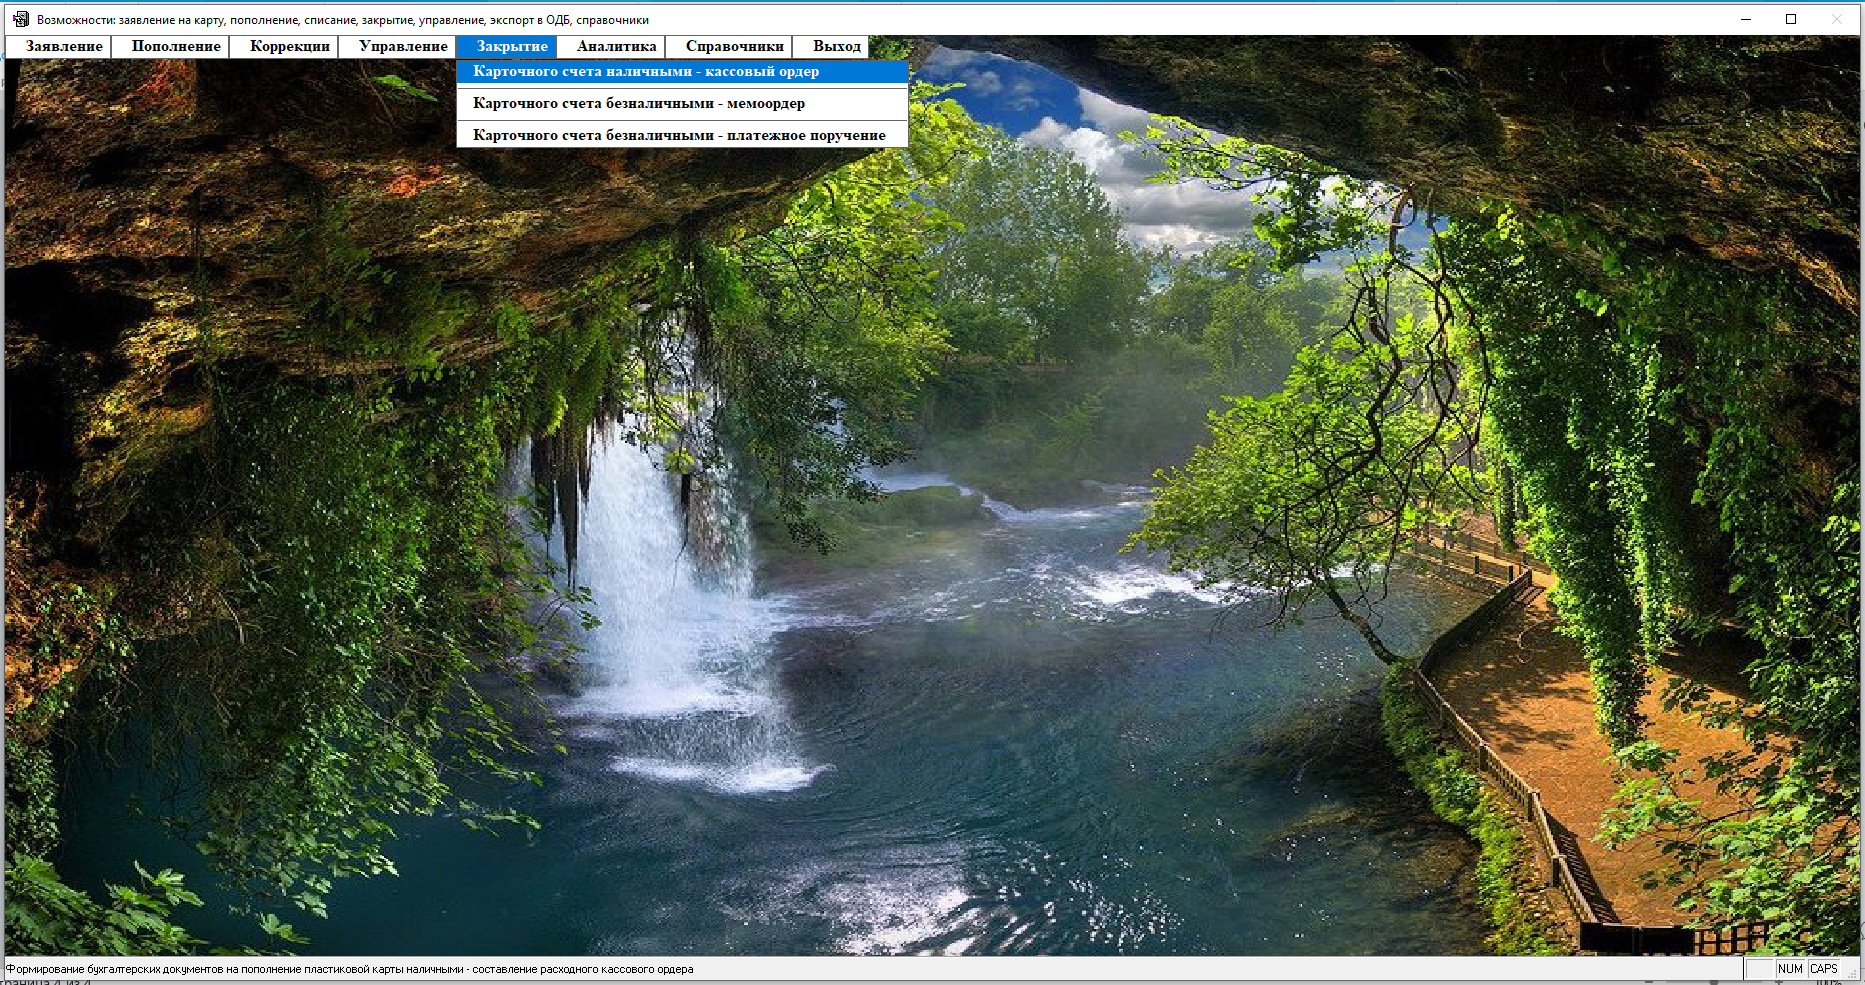 Возможности: заявление на карту, пополнение, списание, закрытие, управление, экспорт в ОДБ, справочники
Заявление Пополнение Коррекции Управление Закрытие Аналитика Справочники Выход
Карточного счета наличными - кассовый ордер
Карточного счета безналичными - мемоордер
Карточного счета безналичными - платежное поручение
Формирование бухгалтерских документов на пополнение пластиковой карты наличными - составление расходного кассового ордера
NUM CAPS